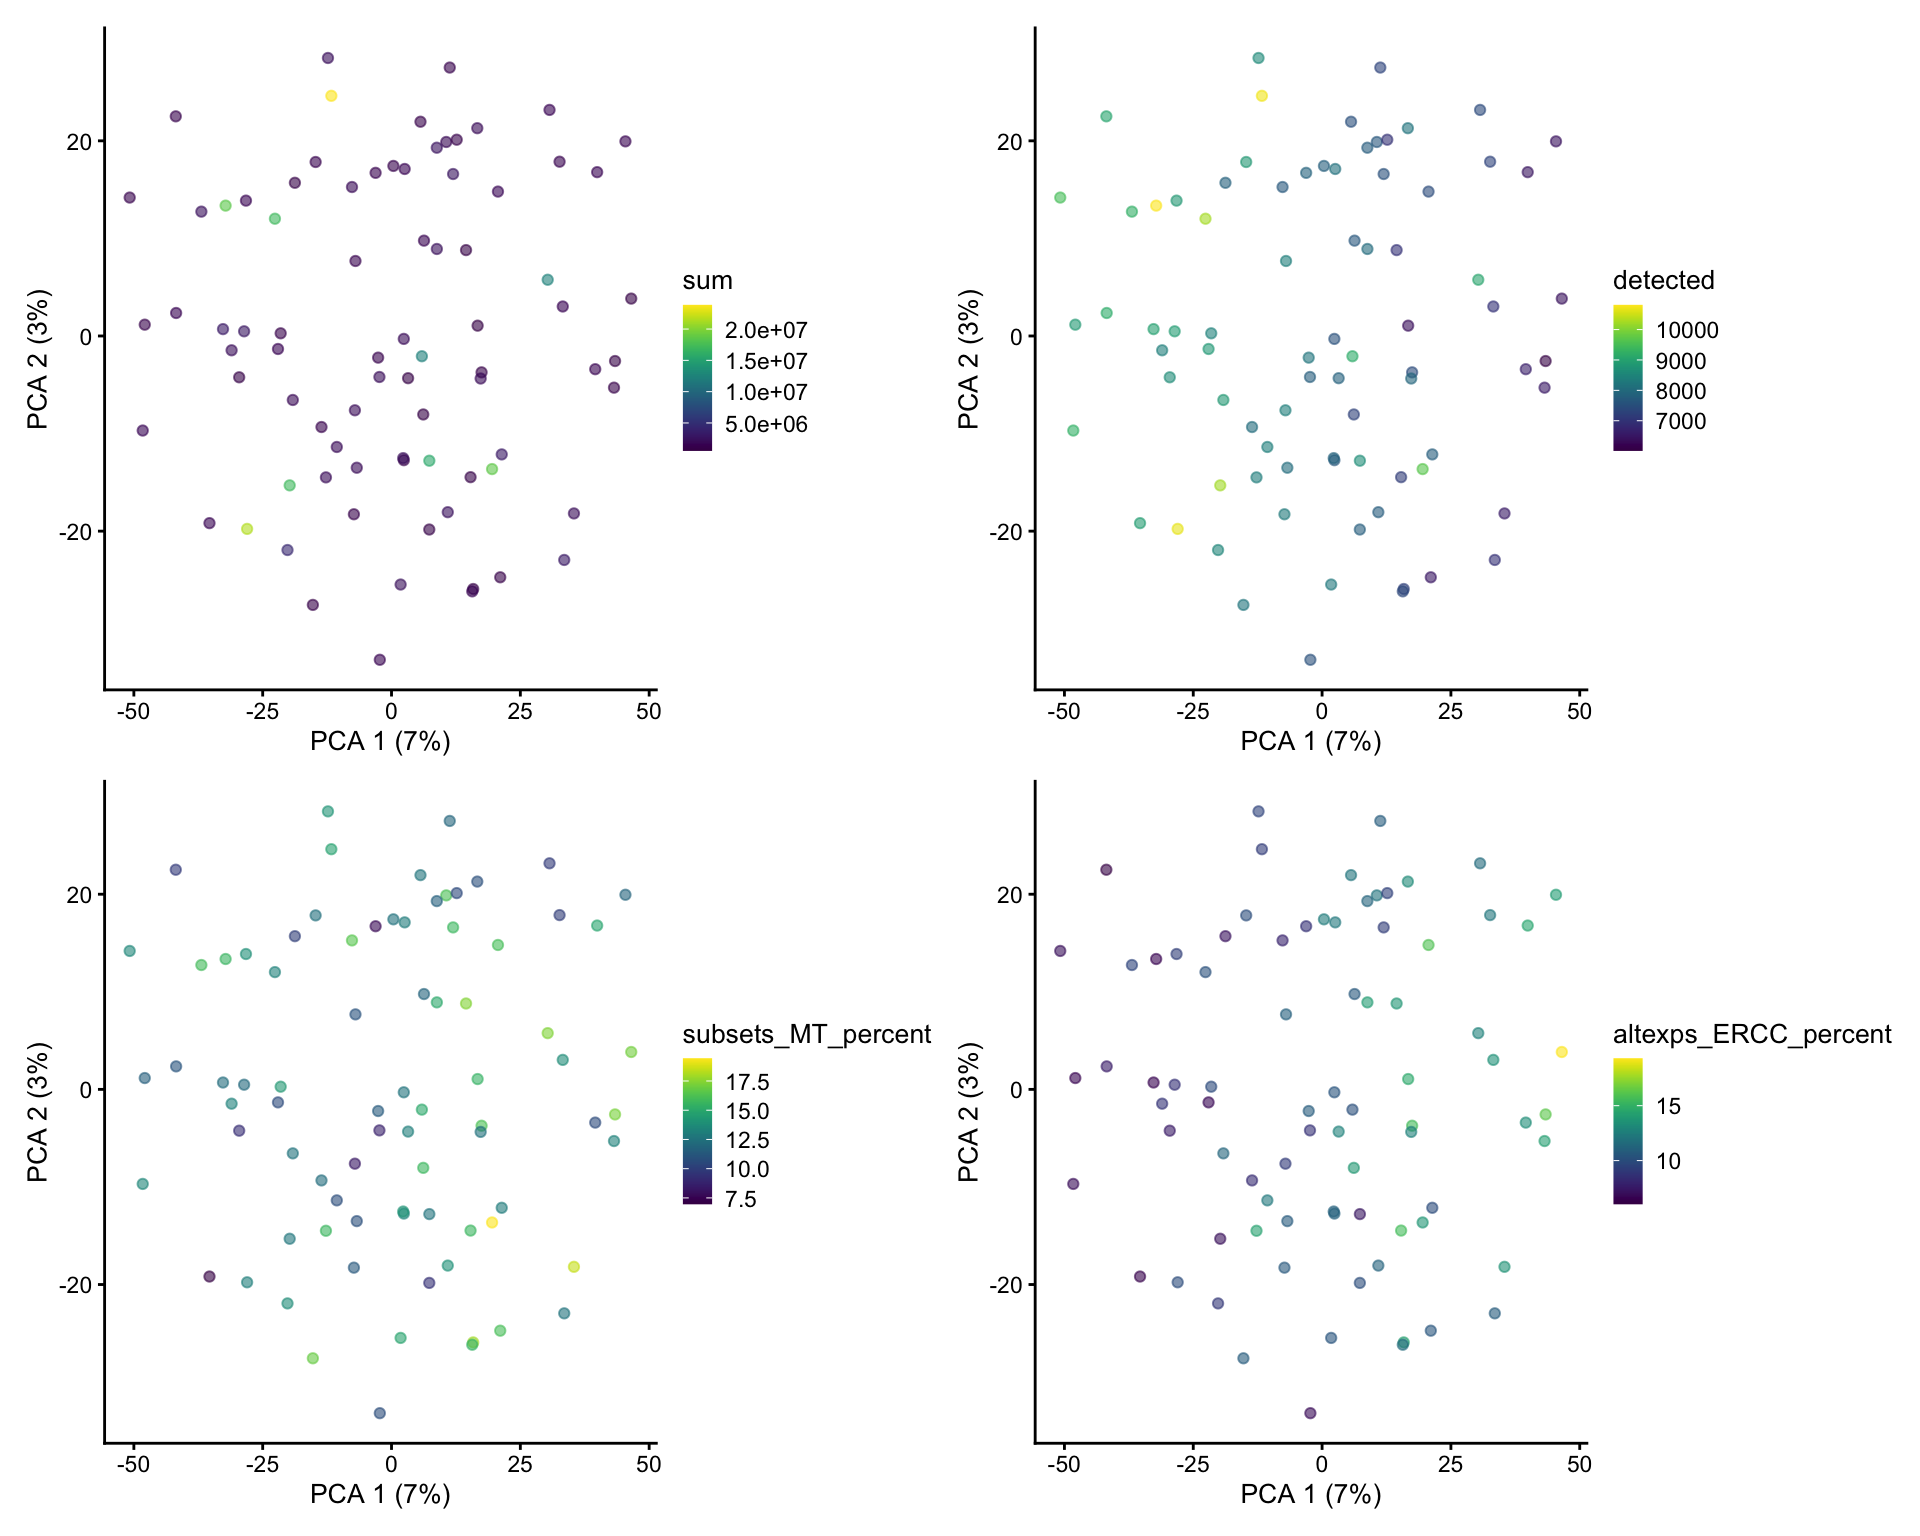 20
0
-20
PCA 2 (3%)
-50 -25 0 25 50
PCA 1 (7%)
sum
2.0e+07
1.5e+07
1.0e+07
5.0e+06
20
0
-20
PCA 2 (3%)
-50 -25 0 25 50
PCA 1 (7%)
detected
10000
9000
8000
7000
20
0
-20
PCA 2 (3%)
-50 -25 0 25 50
PCA 1 (7%)
subsets_MT_percent
17.5
15.0
12.5
10.0
7.5
20
0
-20
PCA 2 (3%)
-50 -25 0 25 50
PCA 1 (7%)
altexps_ERCC_percent
15
10